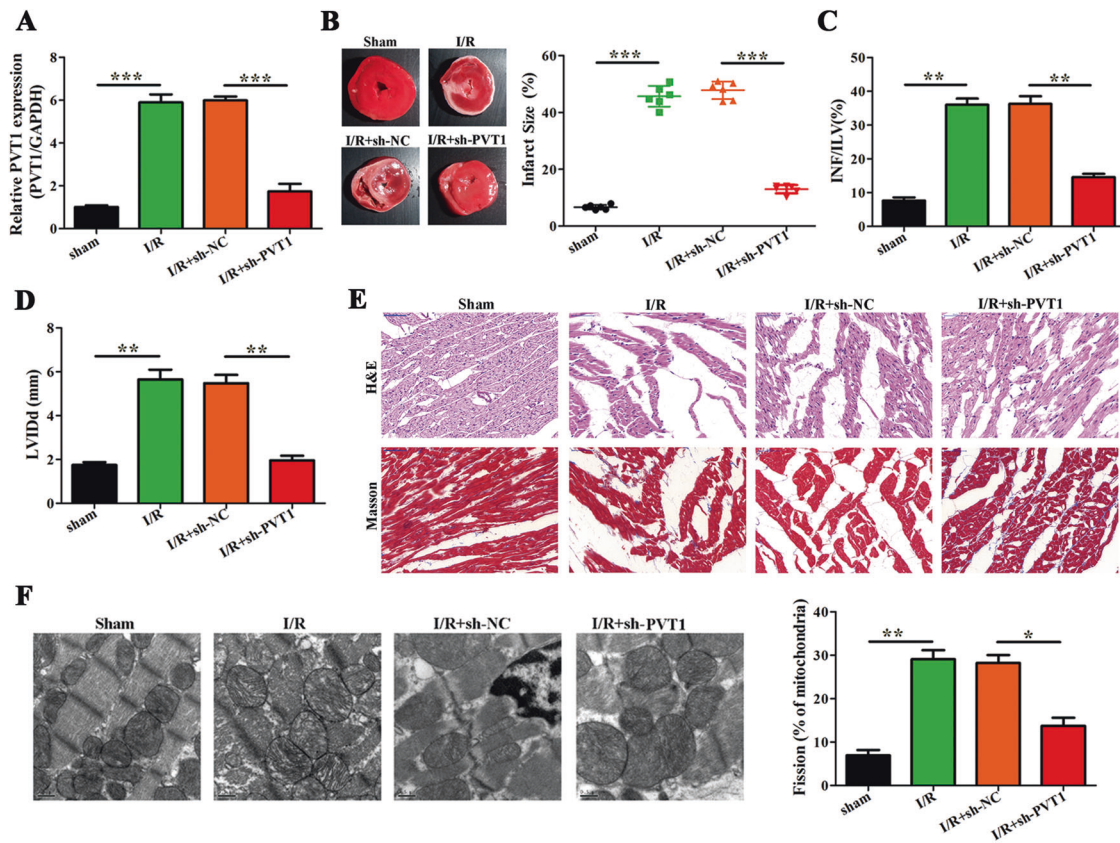 A
Relative PVT1 expression
(PVT1/GAPDH)
8
6
4
2
0
***
***
sham
I/R
I/R+sh-NC
I/R+sh-PVT1
B
Sham
I/R
I/R+sh-NC
I/R+sh-PVT1
Infarct Size (%)
60
40
20
0
***
***
sham
I/R
I/R+sh-NC
I/R+sh-PVT1
C
INF/ILV(%)
50
40
30
20
10
0
**
**
sham
I/R
I/R+sh-NC
I/R+sh-PVT1
D
LVIDd (mm)
8
6
4
2
0
**
**
sham
I/R
I/R+sh-NC
I/R+sh-PVT1
E
Sham
I/R
I/R+sh-NC
I/R+sh-PVT1
H&E
Masson
F
Sham
I/R
I/R+sh-NC
I/R+sh-PVT1
Fission (% of mitochondria)
40
30
20
10
0
**
*
sham
I/R
I/R+sh-NC
I/R+sh-PVT1